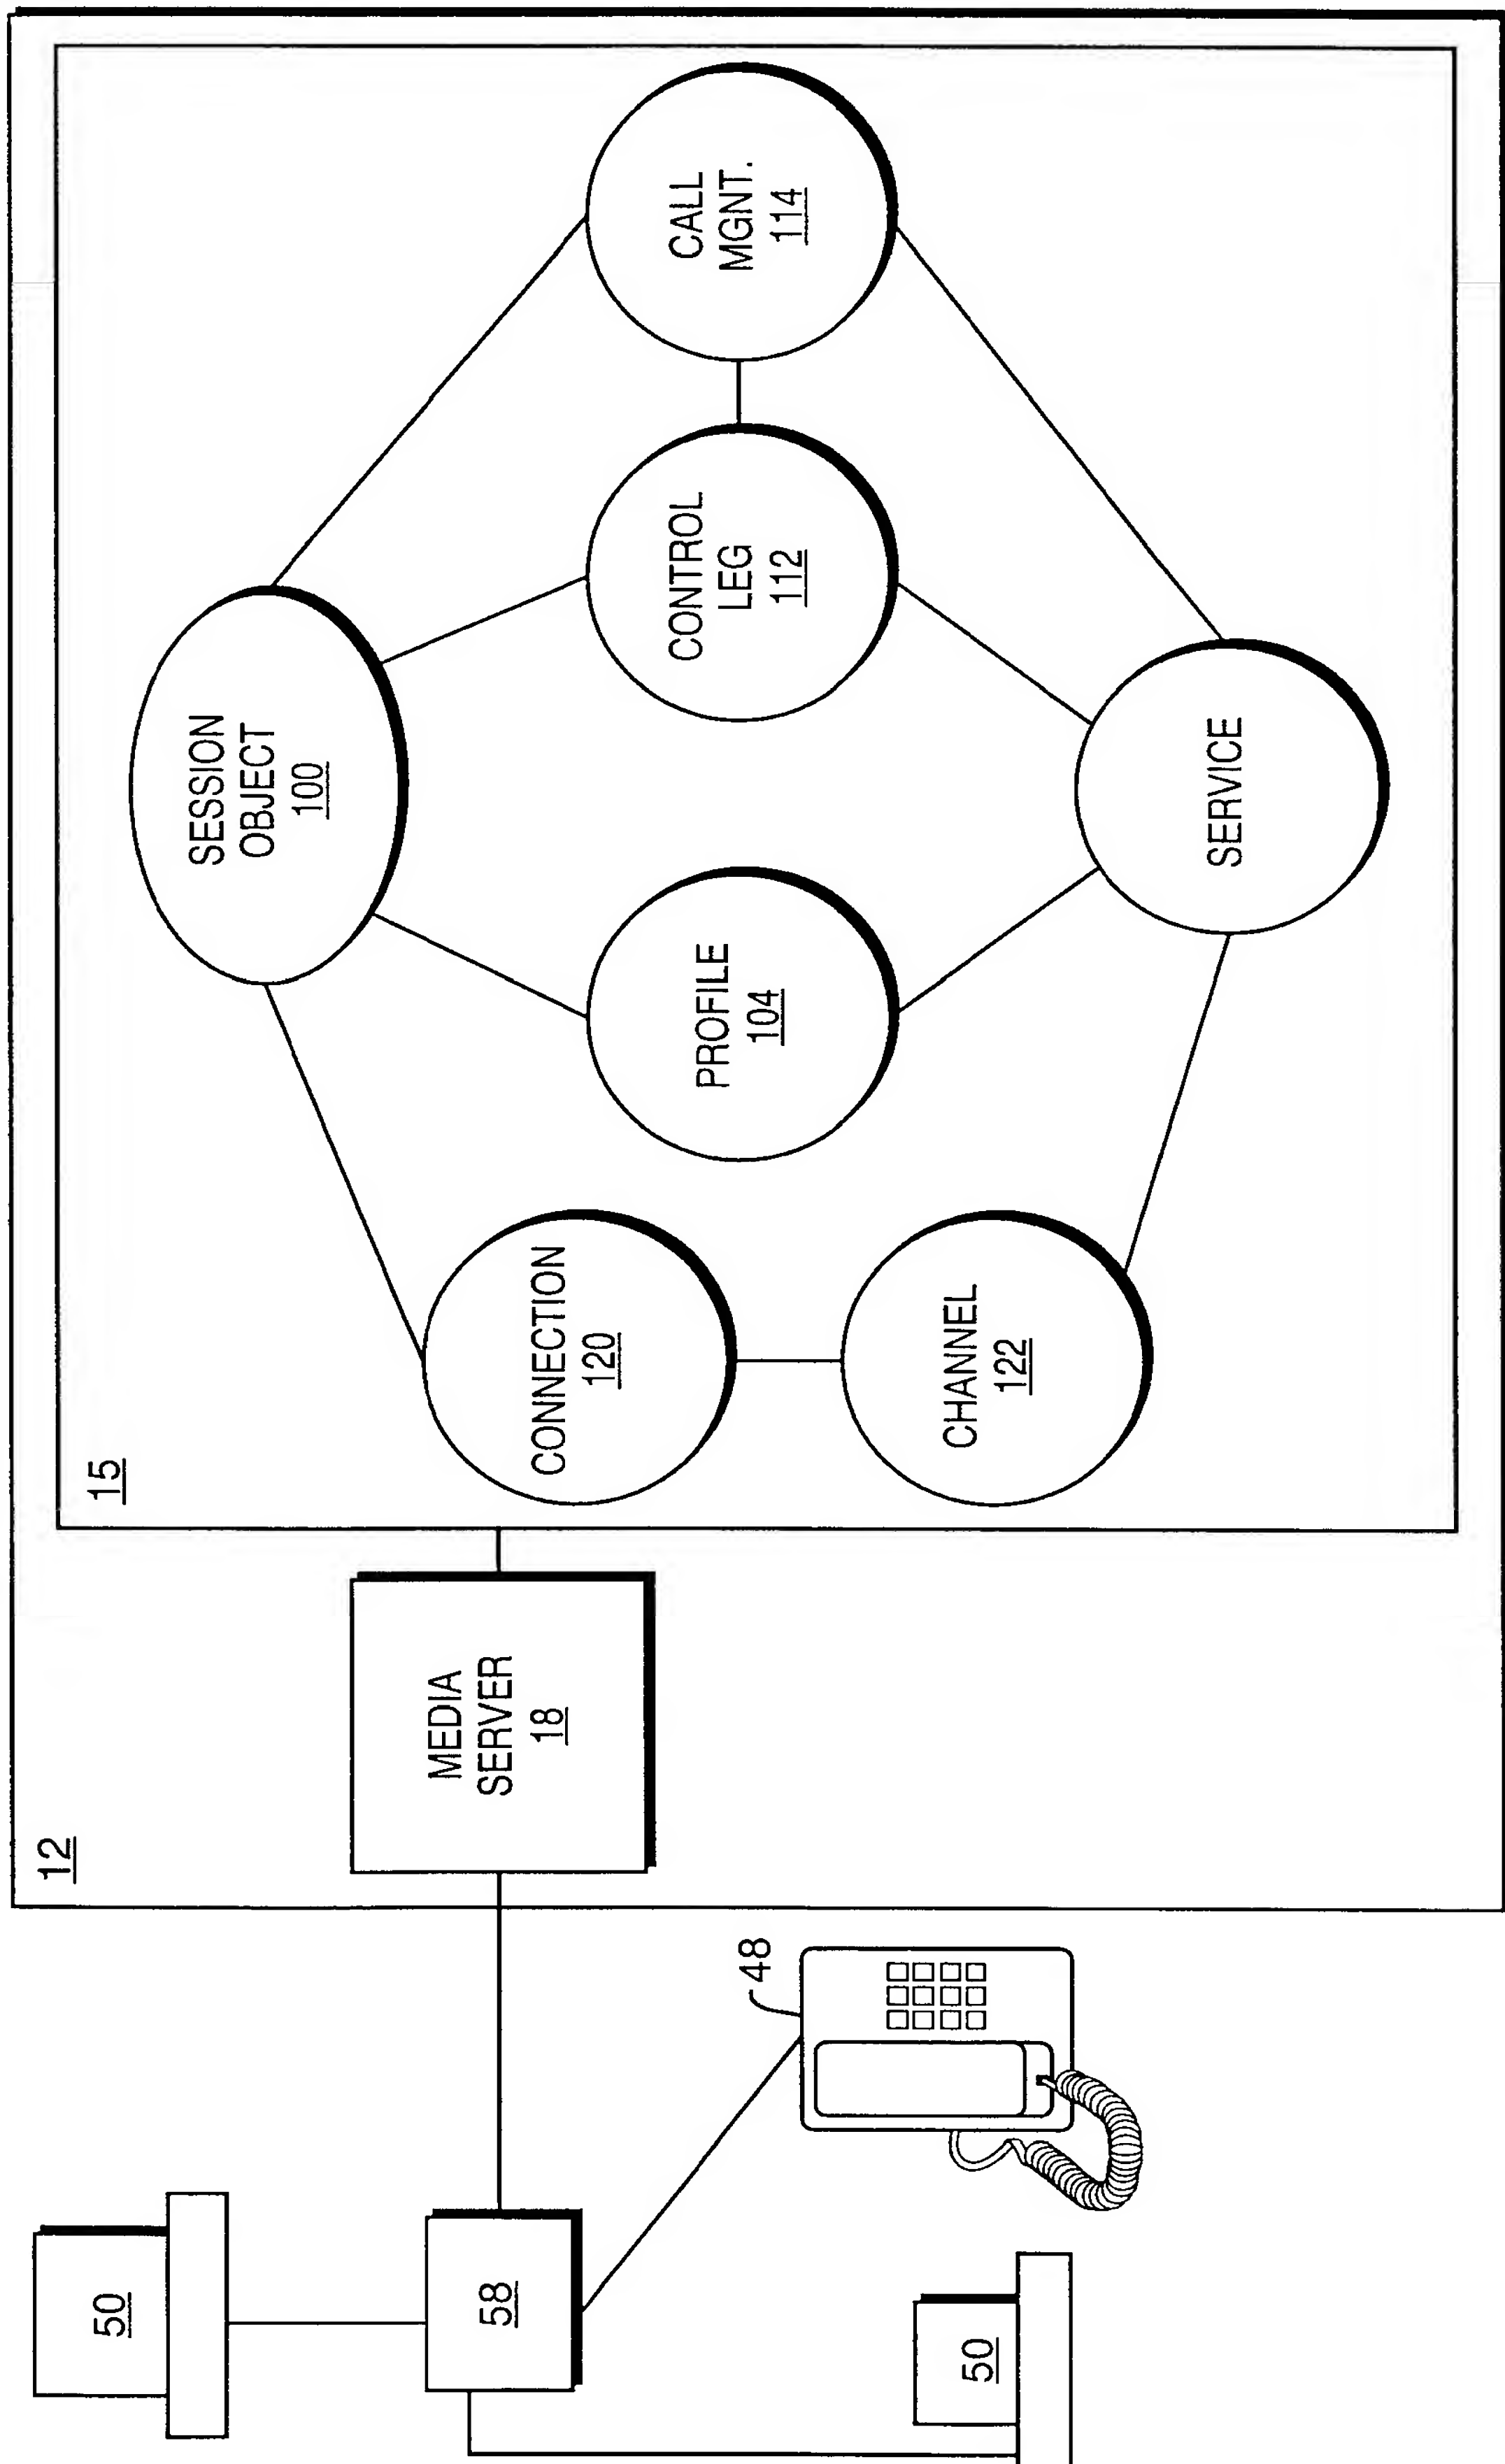 12
15
SESSION
OBJECT
100
CONNECTION
120
PROFILE
104
CONTROL
LEG
112
CALL
MGNT.
114
CHANNEL
122
SERVICE
MEDIA
SERVER
18
50
58
48
50